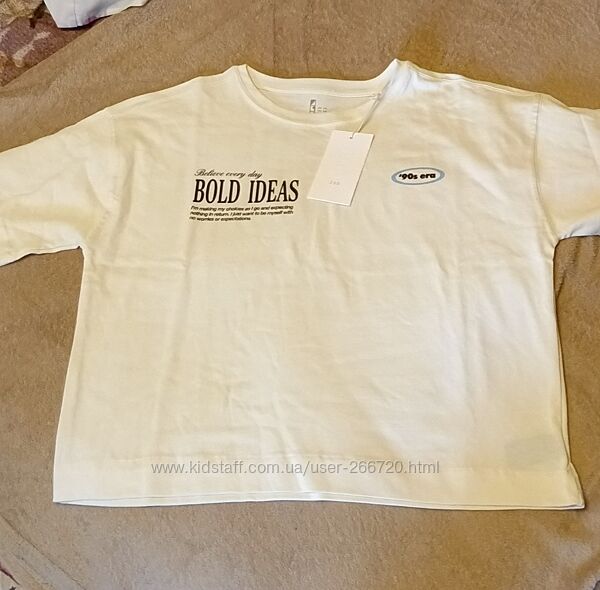 Believe every day
BOLD IDEAS
I'm making my chokies as I go and expecting
nothing in return. I just want to be myself with
no worries or expectations.
'90s era
www.kidstaff.com.ua/user-266720.html